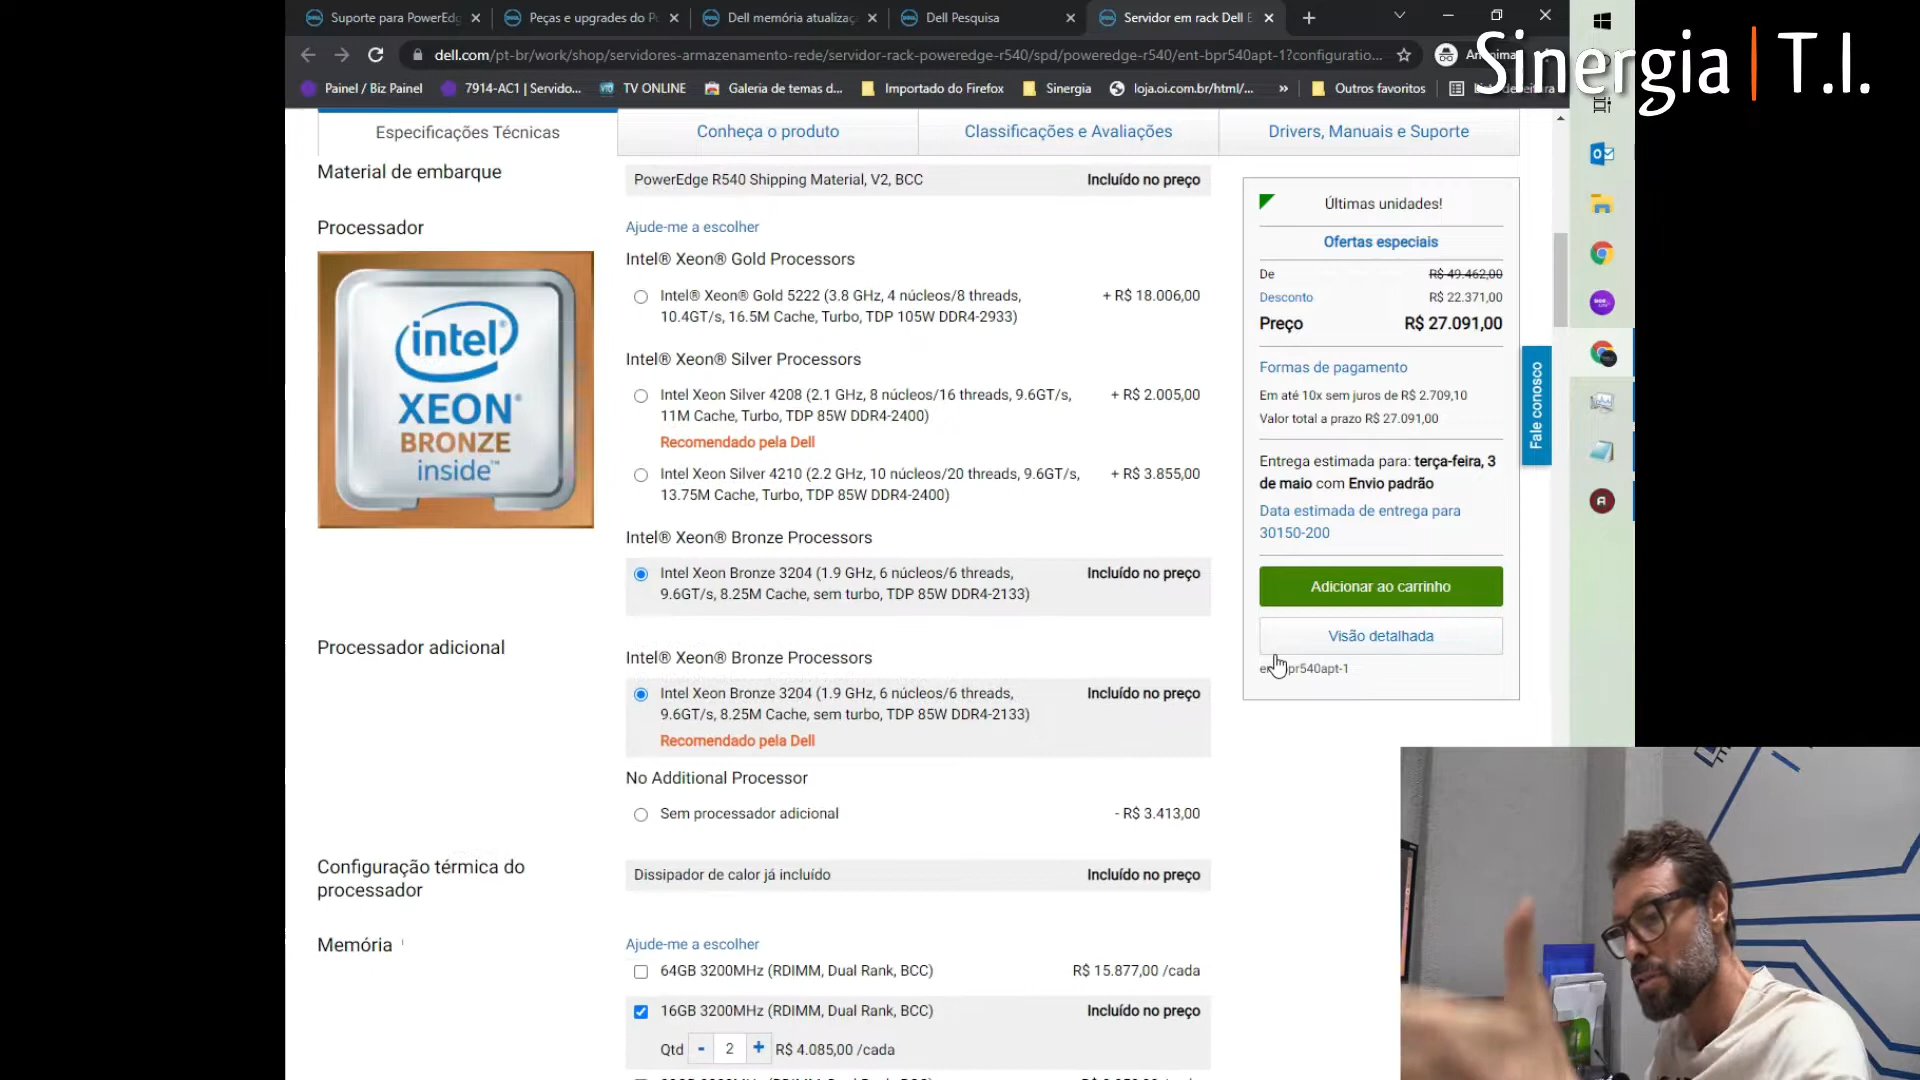 Suporte para PowerEdg
Peças e upgrades do P
Dell memória atualizaç
Dell Pesquisa
Servidor em rack Dell E
dell.com/pt-br/work/shop/servidores-armazenamento-rede/servidor-rack-poweredge-r540/spd/poweredge-r540/ent-bpr540apt-1?configuratio...
Sinergia | T.I.
Painel / Biz Painel
7914-AC1 | Servido...
TV ONLINE
Galeria de temas d...
Importado do Firefox
Sinergia
loja.oi.com.br/html/...
»
Outros favoritos
Especificações Técnicas
Conheça o produto
Classificações e Avaliações
Drivers, Manuais e Suporte
Material de embarque
PowerEdge R540 Shipping Material, V2, BCC
Incluído no preço
Processador
intel
XEON®
BRONZE
inside™
Ajude-me a escolher
Intel® Xeon® Gold Processors
Intel® Xeon® Gold 5222 (3.8 GHz, 4 núcleos/8 threads,
10.4GT/s, 16.5M Cache, Turbo, TDP 105W DDR4-2933)
+ R$ 18.006,00
Intel® Xeon® Silver Processors
Intel Xeon Silver 4208 (2.1 GHz, 8 núcleos/16 threads, 9.6GT/s,
11M Cache, Turbo, TDP 85W DDR4-2400)
+ R$ 2.005,00
Recomendado pela Dell
Intel Xeon Silver 4210 (2.2 GHz, 10 núcleos/20 threads, 9.6GT/s,
13.75M Cache, Turbo, TDP 85W DDR4-2400)
+ R$ 3.855,00
Intel® Xeon® Bronze Processors
Intel Xeon Bronze 3204 (1.9 GHz, 6 núcleos/6 threads,
9.6GT/s, 8.25M Cache, sem turbo, TDP 85W DDR4-2133)
Incluído no preço
Processador adicional
Intel® Xeon® Bronze Processors
Intel Xeon Bronze 3204 (1.9 GHz, 6 núcleos/6 threads,
9.6GT/s, 8.25M Cache, sem turbo, TDP 85W DDR4-2133)
Incluído no preço
Recomendado pela Dell
No Additional Processor
Sem processador adicional
- R$ 3.413,00
Configuração térmica do
processador
Dissipador de calor já incluído
Incluído no preço
Memória
Ajude-me a escolher
64GB 3200MHz (RDIMM, Dual Rank, BCC)
R$ 15.877,00 /cada
16GB 3200MHz (RDIMM, Dual Rank, BCC)
Incluído no preço
Qtd - 2 + R$ 4.085,00 /cada
Últimas unidades!
Ofertas especiais
De R$ 49.462,00
Desconto R$ 22.371,00
Preço R$ 27.091,00
Formas de pagamento
Em até 10x sem juros de R$ 2.709,10
Valor total a prazo R$ 27.091,00
Entrega estimada para: terça-feira, 3
de maio com Envio padrão
Data estimada de entrega para
30150-200
Adicionar ao carrinho
Visão detalhada
pr540apt-1
Fale conosco